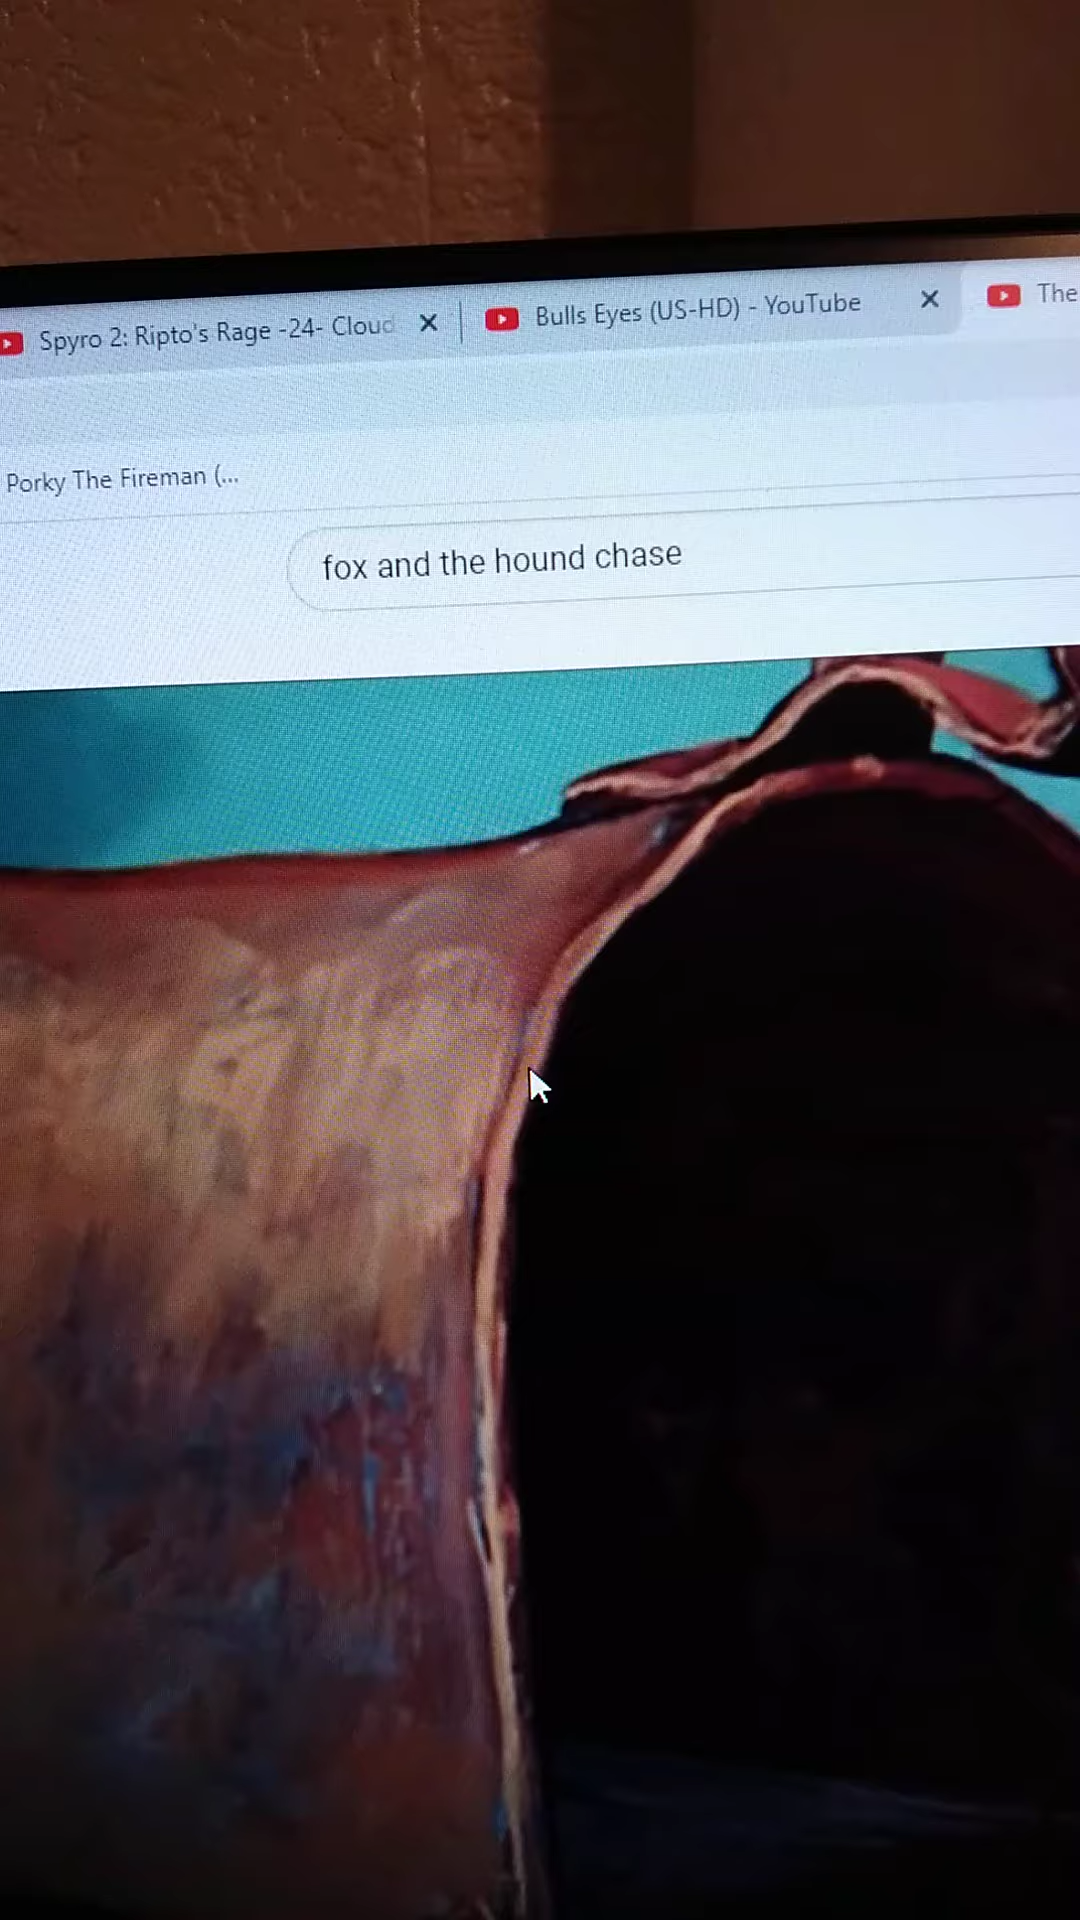 Spyro 2: Ripto's Rage -24- Cloud
Bulls Eyes (US-HD) - YouTube
The
Porky The Fireman (...
fox and the hound chase